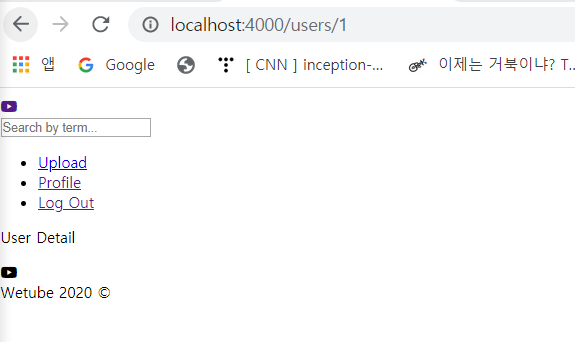 localhost:4000/users/1
앱 Google [ CNN ] inception-... 이제는 거북이냐? T...
Search by term...
Upload
Profile
Log Out
User Detail
Wetube 2020 ©